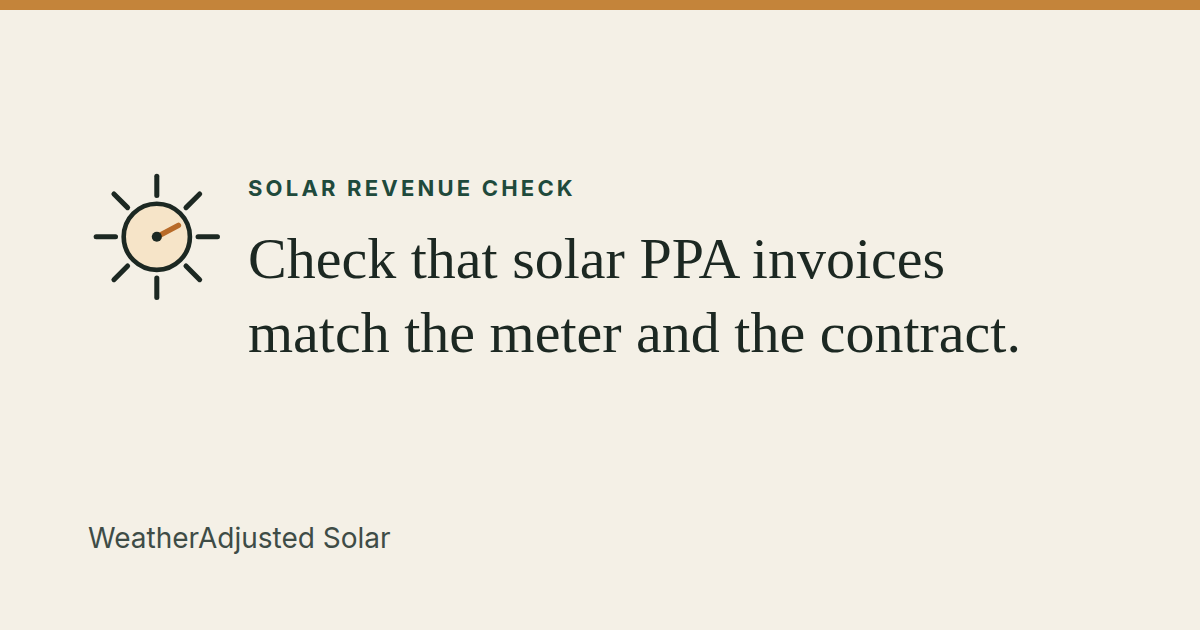 SOLAR REVENUE CHECK
Check that solar PPA invoices
match the meter and the contract.
WeatherAdjusted Solar